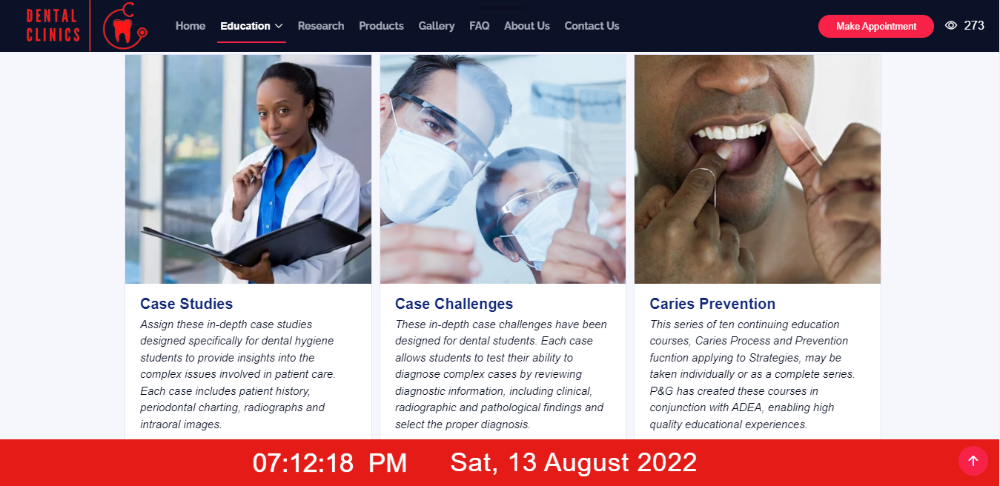 DENTAL
CLINICS
Home Education Research Products Gallery FAQ About Us Contact Us
Make Appointment 273
Case Studies
Assign these in-depth case studies
designed specifically for dental hygiene
students to provide insights into the
complex issues involved in patient care.
Each case includes patient history,
periodontal charting, radiographs and
intraoral images.
Case Challenges
These in-depth case challenges have been
designed for dental students. Each case
allows students to test their ability to
diagnose complex cases by reviewing
diagnostic information, including clinical,
radiographic and pathological findings and
select the proper diagnosis.
Caries Prevention
This series of ten continuing education
courses, Caries Process and Prevention
fucntion applying to Strategies, may be
taken individually or as a complete series.
P&G has created these courses in
conjunction with ADEA, enabling high
quality educational experiences.
07:12:18 PM Sat, 13 August 2022